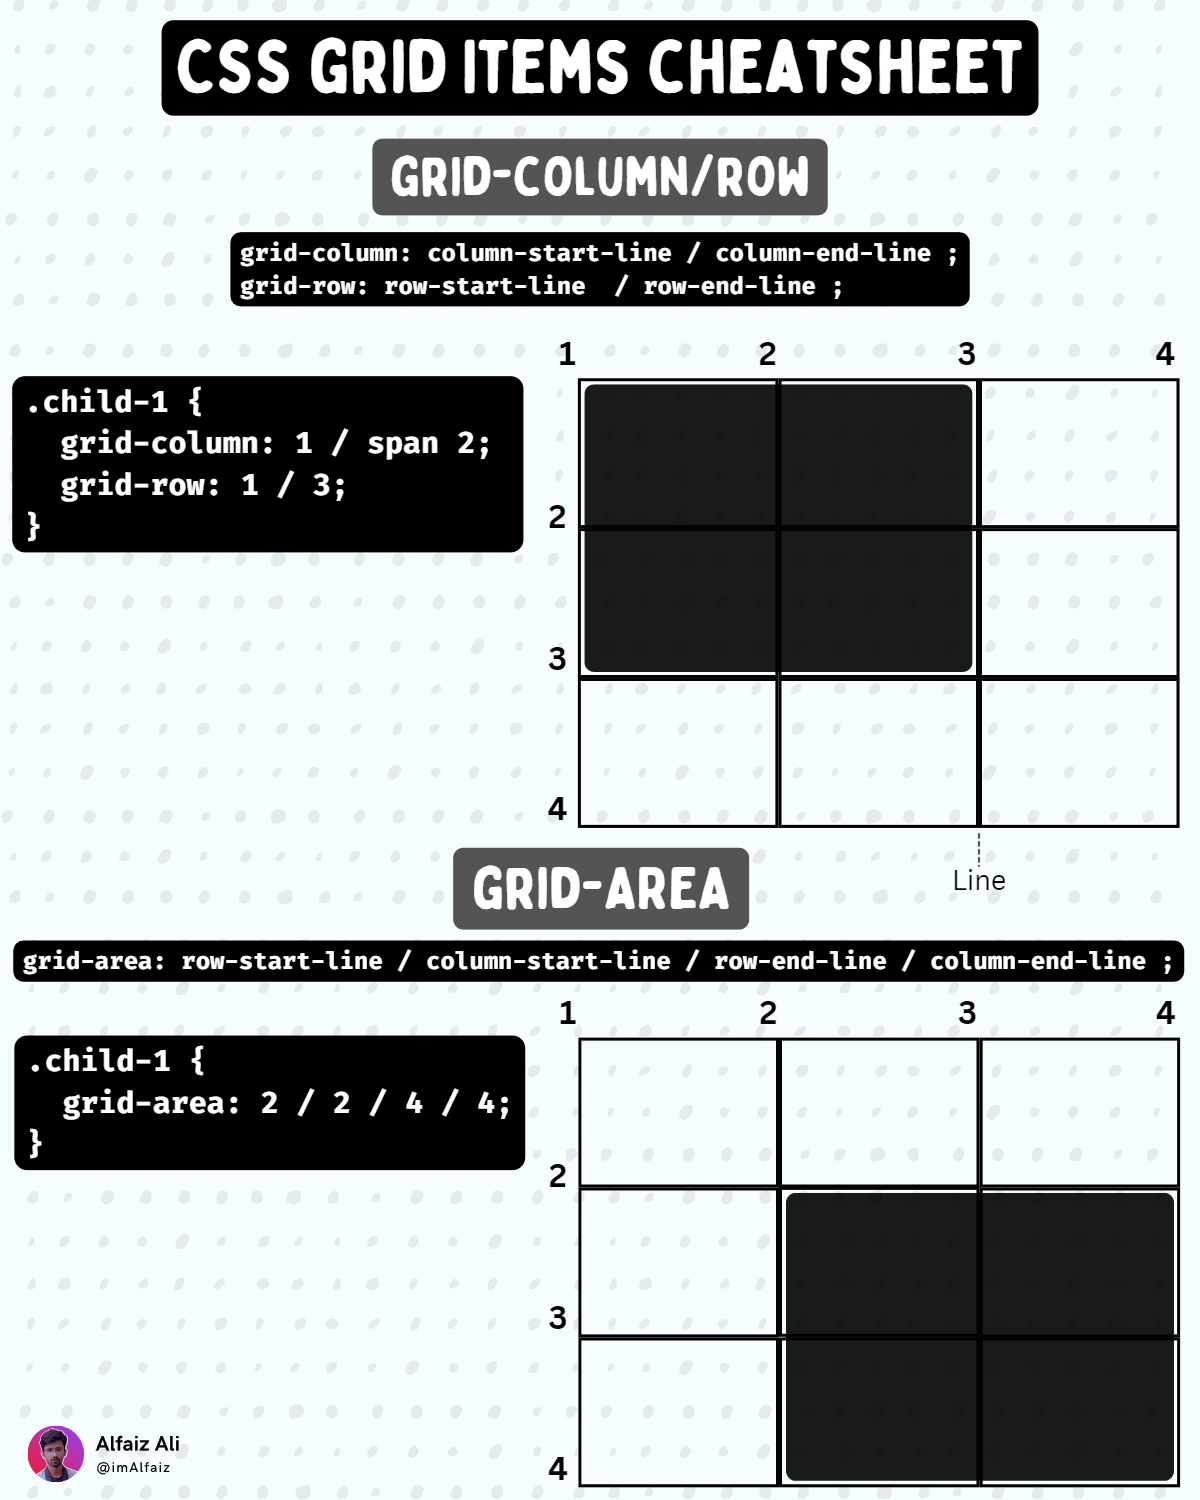 CSS GRID ITEMS CHEATSHEET
GRID-COLUMN/ROW
grid-column: column-start-line / column-end-line ;
grid-row: row-start-line  / row-end-line ;
1 2 3 4
.child-1 {
  grid-column: 1 / span 2;
  grid-row: 1 / 3;
}
2
3
4
Line
GRID-AREA
grid-area: row-start-line / column-start-line / row-end-line / column-end-line ;
1 2 3 4
.child-1 {
  grid-area: 2 / 2 / 4 / 4;
}
2
3
4
Alfaiz Ali
@imAlfaiz